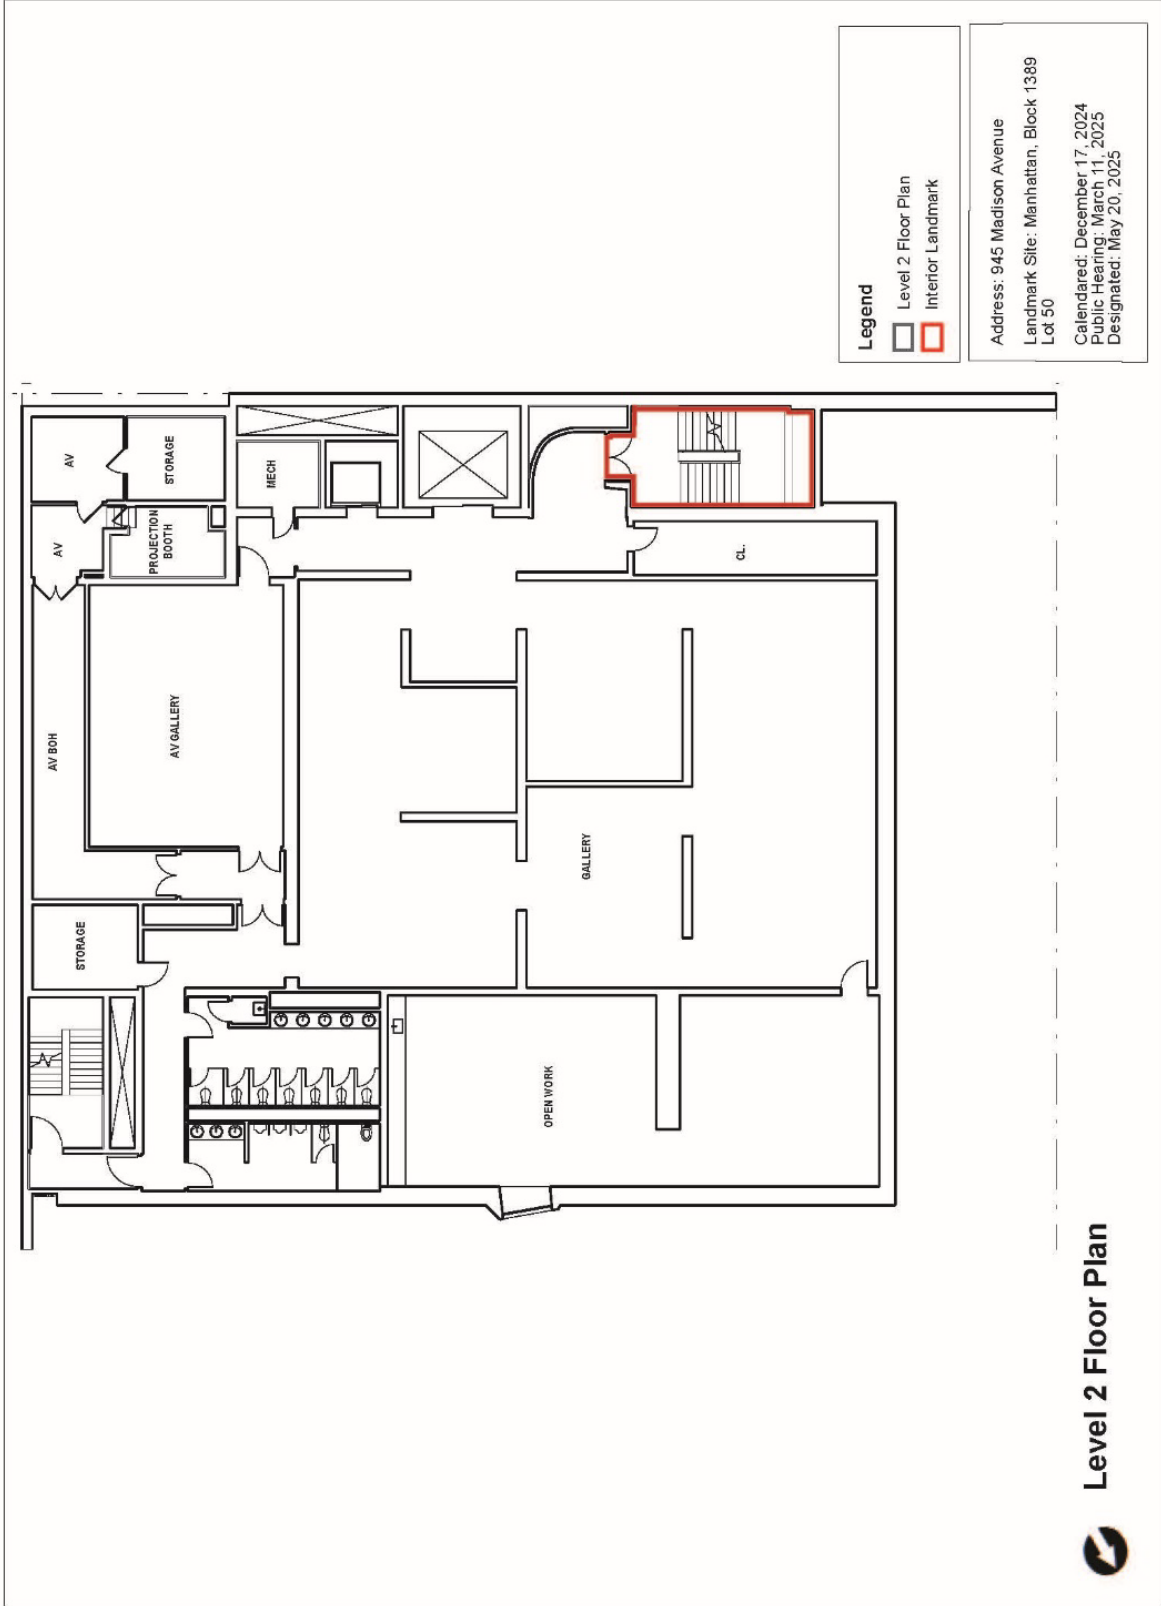 AV
STORAGE
AV
PROJECTION
BOOTH
MECH
CL.
AV BOH
AV GALLERY
GALLERY
STORAGE
OPEN WORK
Legend
Level 2 Floor Plan
Interior Landmark
Address: 945 Madison Avenue
Landmark Site: Manhattan, Block 1389
Lot 50
Calendared: December 17, 2024
Public Hearing: March 11, 2025
Designated: May 20, 2025
Level 2 Floor Plan